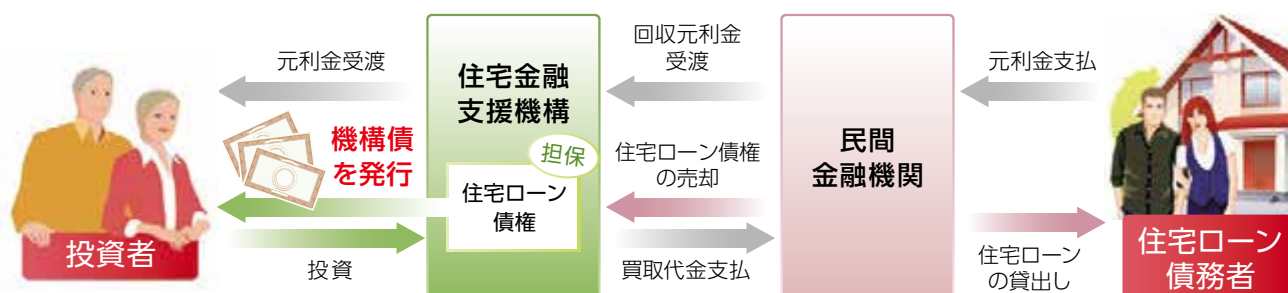 元利金受渡
機構債
を発行
投資者
投資
住宅金融
支援機構
担保
住宅ローン
債権
回収元利金
受渡
住宅ローン債権
の売却
買取代金支払
民間
金融機関
元利金支払
住宅ローン
の貸出し
住宅ローン
債務者